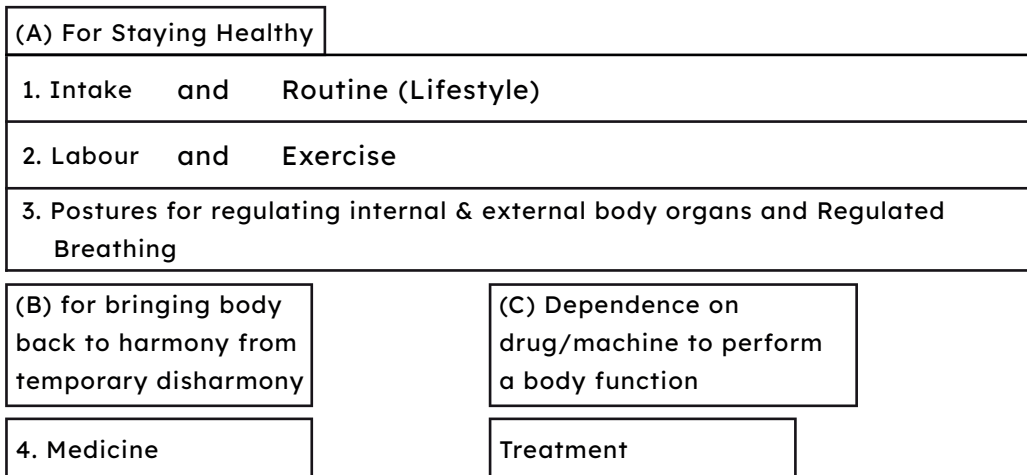 (A) For Staying Healthy
1. Intake and Routine (Lifestyle)
2. Labour and Exercise
3. Postures for regulating internal & external body organs and Regulated
Breathing
(B) for bringing body
back to harmony from
temporary disharmony
(C) Dependence on
drug/machine to perform
a body function
4. Medicine
Treatment